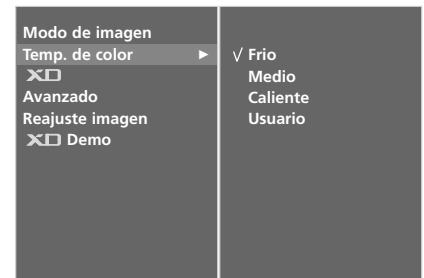 Modo de imagen
Temp. de color ►
XD
Avanzado
Reajuste imagen
XD Demo
√ Frio
Medio
Caliente
Usuario